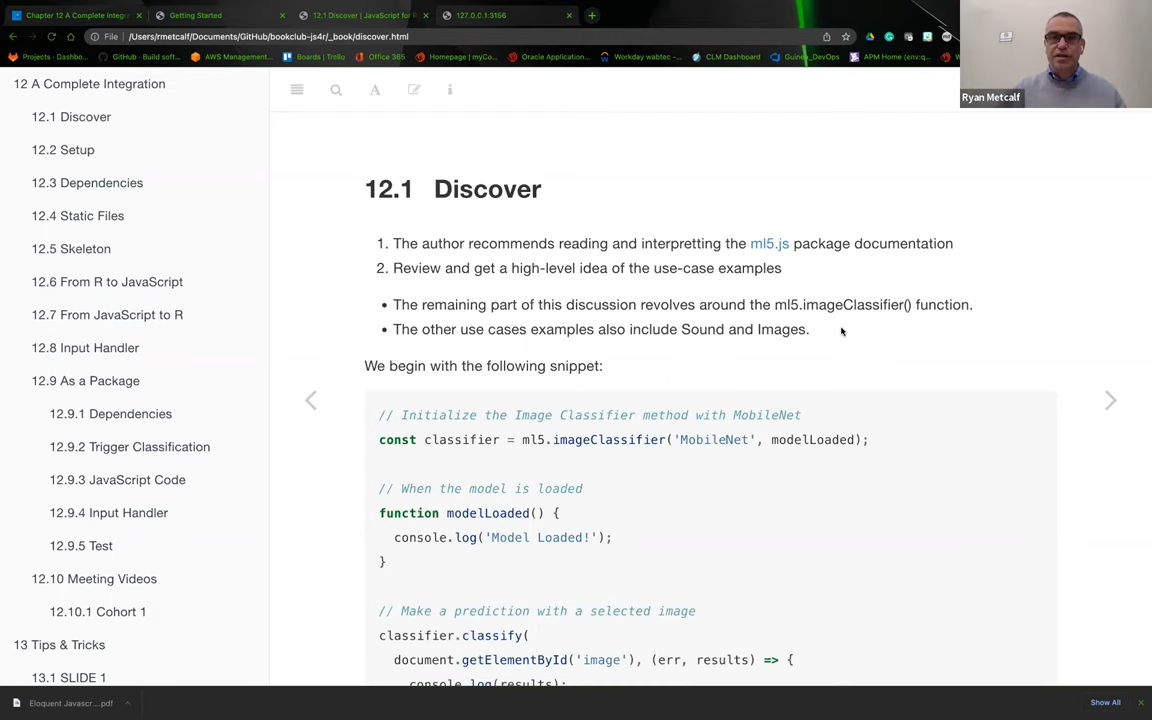 Chapter 12 A Complete Integr
Getting Started
12.1 Discover | JavaScript for R
127.0.0.1:3156
File
/Users/rmetcalf/Documents/GitHub/bookclub-js4r/_book/discover.html
Projects - Dashbo...
GitHub - Build soft...
AWS Management...
Boards | Trello
Office 365
Homepage | myCo...
Oracle Application...
Workday wabtec -...
CLM Dashboard
Guinea_DevOps
APM Home (env:q...
Ryan Metcalf
12 A Complete Integration
12.1 Discover
12.2 Setup
12.3 Dependencies
12.4 Static Files
12.5 Skeleton
12.6 From R to JavaScript
12.7 From JavaScript to R
12.8 Input Handler
12.9 As a Package
12.9.1 Dependencies
12.9.2 Trigger Classification
12.9.3 JavaScript Code
12.9.4 Input Handler
12.9.5 Test
12.10 Meeting Videos
12.10.1 Cohort 1
13 Tips & Tricks
13.1 SLIDE 1
12.1 Discover
1. The author recommends reading and interpretting the ml5.js package documentation
2. Review and get a high-level idea of the use-case examples
• The remaining part of this discussion revolves around the ml5.imageClassifier() function.
• The other use cases examples also include Sound and Images.
We begin with the following snippet:
// Initialize the Image Classifier method with MobileNet
const classifier = ml5.imageClassifier('MobileNet', modelLoaded);
// When the model is loaded
function modelLoaded() {
console.log('Model Loaded!');
}
// Make a prediction with a selected image
classifier.classify(
document.getElementById('image'), (err, results) => {
console.log(results);
Eloquent Javascr....pdf
Show All